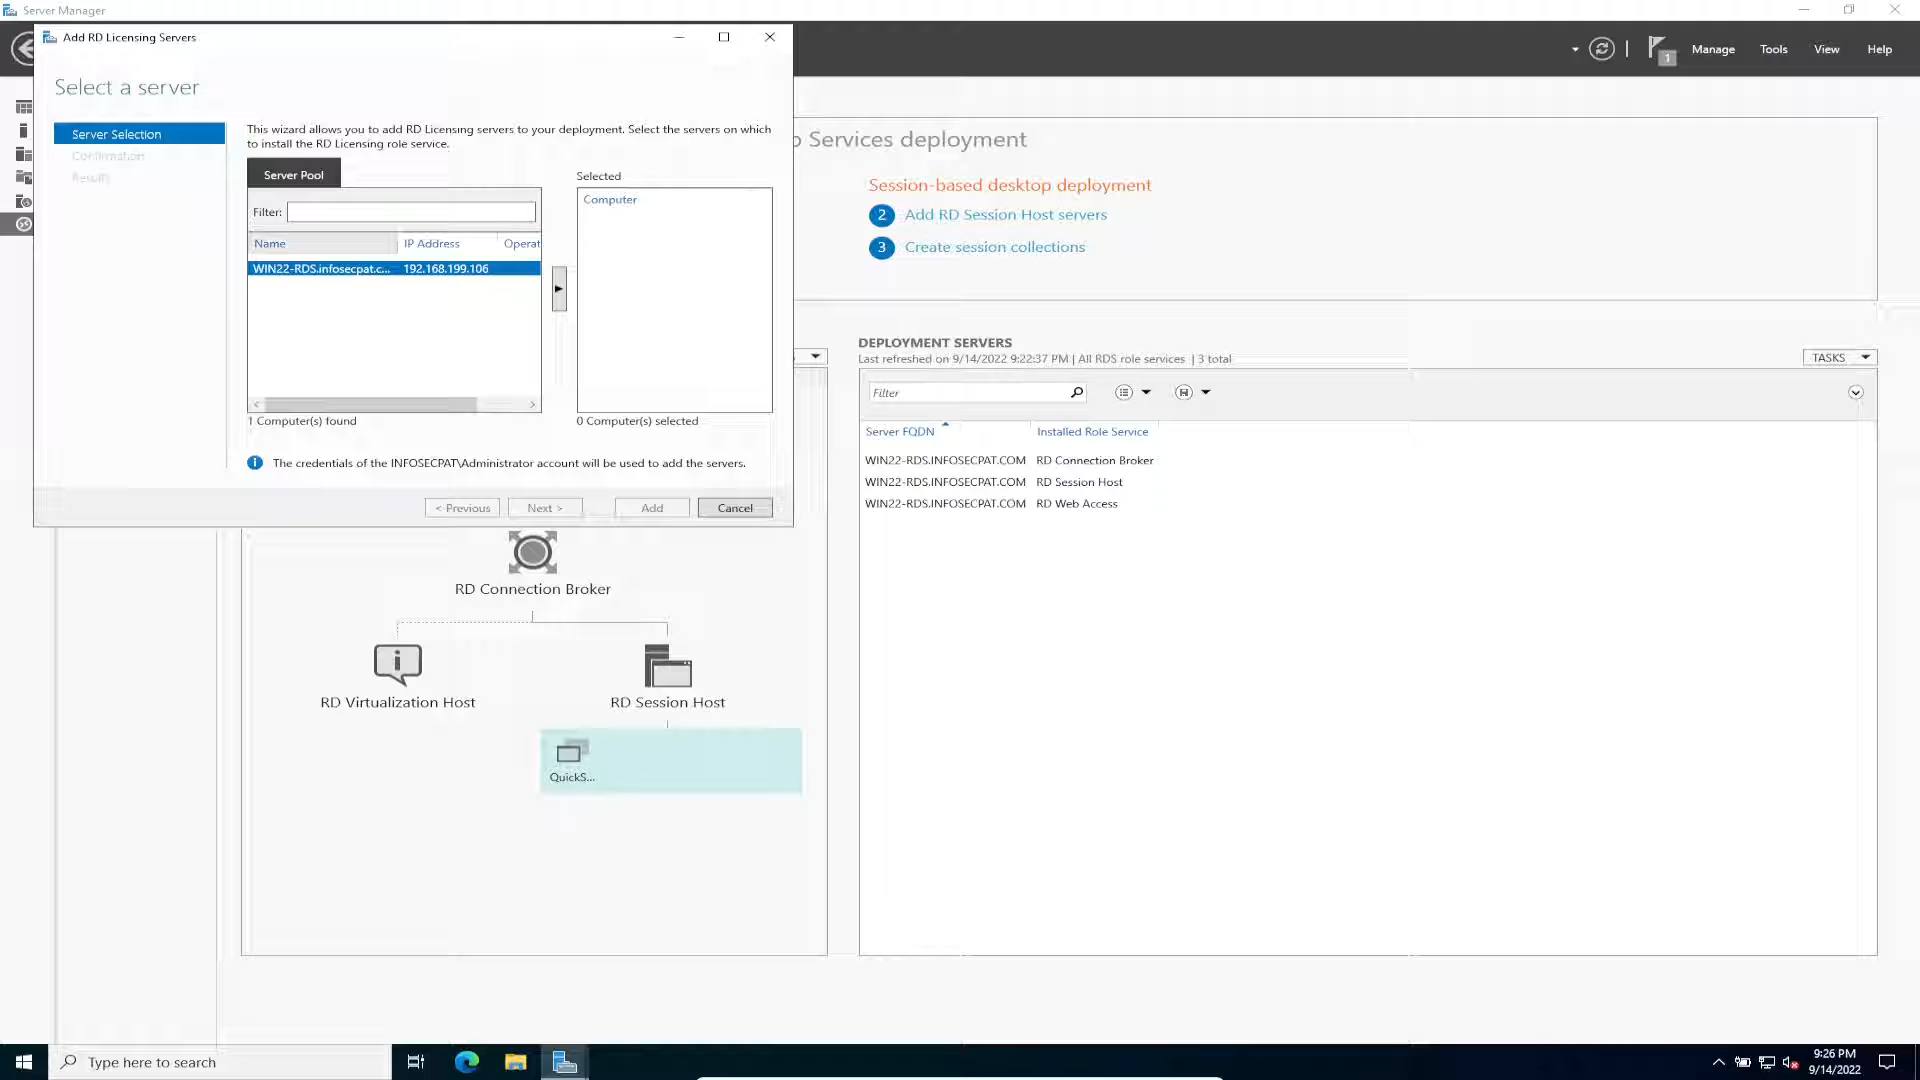 Server Manager
Add RD Licensing Servers
1
Manage
Tools
View
Help
Select a server
Server Selection
Confirmation
Results
This wizard allows you to add RD Licensing servers to your deployment. Select the servers on which
to install the RD Licensing role service.
Server Pool
Selected
Filter:
Name
IP Address
Operat
WIN22-RDS.infosecpat.c...
192.168.199.106
Computer
1 Computer(s) found
0 Computer(s) selected
The credentials of the INFOSECPAT\Administrator account will be used to add the servers.
< Previous
Next >
Add
Cancel
Services deployment
Session-based desktop deployment
2 Add RD Session Host servers
3 Create session collections
DEPLOYMENT SERVERS
Last refreshed on 9/14/2022 9:22:37 PM | All RDS role services | 3 total
TASKS
Filter
Server FQDN
Installed Role Service
WIN22-RDS.INFOSECPAT.COM RD Connection Broker
WIN22-RDS.INFOSECPAT.COM RD Session Host
WIN22-RDS.INFOSECPAT.COM RD Web Access
RD Connection Broker
RD Virtualization Host
RD Session Host
QuickS...
Type here to search
9:26 PM
9/14/2022